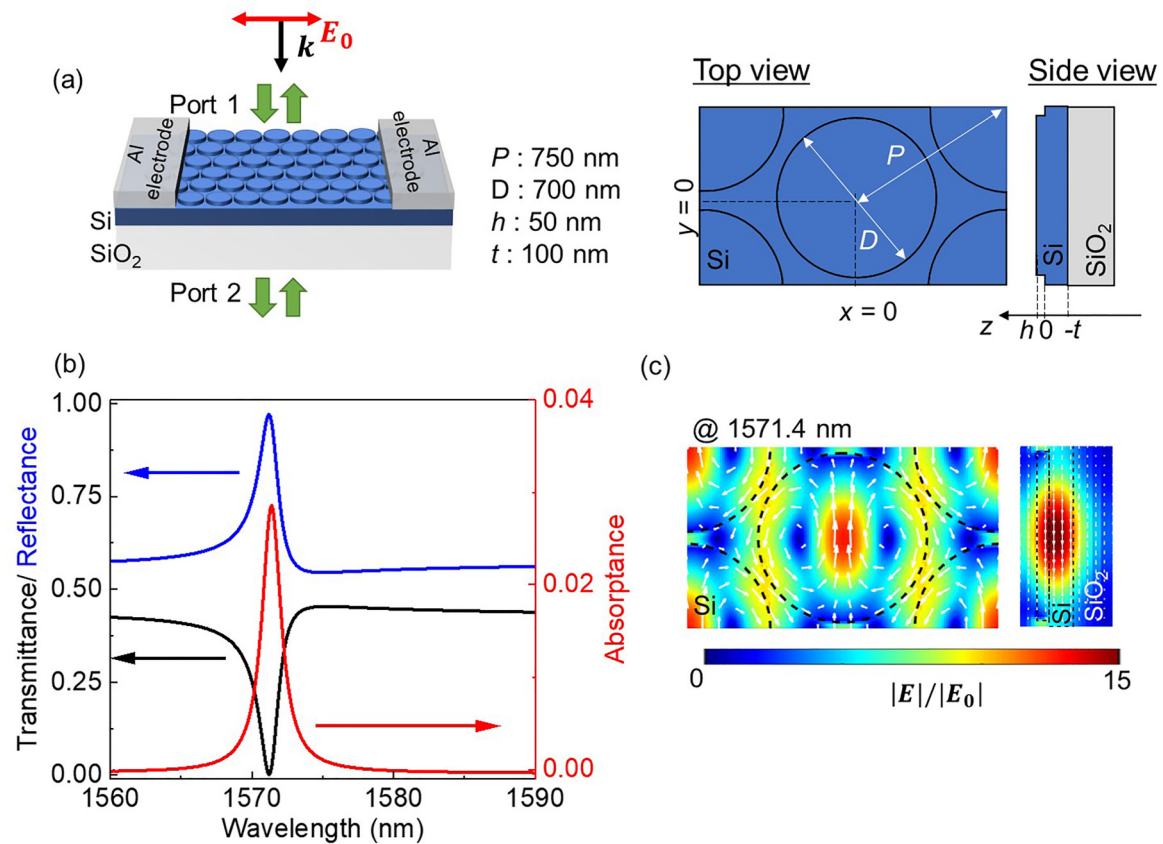 k E₀
(a)
Port 1
Al
electrode
Al
electrode
Si
SiO₂
Port 2
P : 750 nm
D : 700 nm
h : 50 nm
t : 100 nm
Top view
P
D
y = 0
Si
x = 0
Side view
Si
SiO₂
z
h 0 -t
(b)
Transmittance/ Reflectance
1.00
0.75
0.50
0.25
0.00
0.04
0.02
0.00
Absorptance
1560 1570 1580 1590
Wavelength (nm)
(c)
@ 1571.4 nm
Si
Si
SiO₂
0 15
|E|/|E₀|